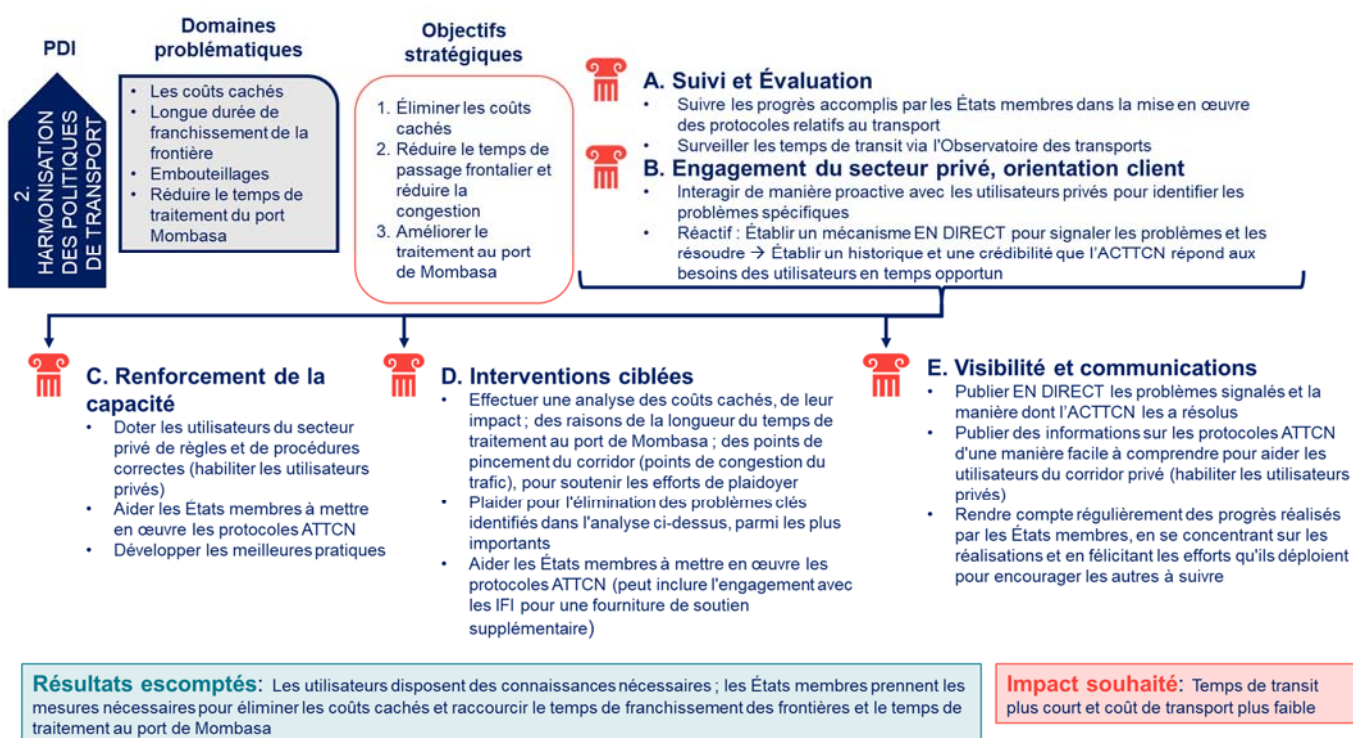 PDI
2.
HARMONISATION
DES POLITIQUES
DE TRANSPORT
Domaines
problématiques
• Les coûts cachés
• Longue durée de
franchissement de la
frontière
• Embouteillages
• Réduire le temps de
traitement du port
Mombasa
Objectifs
stratégiques
1. Éliminer les coûts
cachés
2. Réduire le temps de
passage frontalier et
réduire la
congestion
3. Améliorer le
traitement au port
de Mombasa
A. Suivi et Évaluation
• Suivre les progrès accomplis par les États membres dans la mise en œuvre
des protocoles relatifs au transport
• Surveiller les temps de transit via l'Observatoire des transports
B. Engagement du secteur privé, orientation client
• Interagir de manière proactive avec les utilisateurs privés pour identifier les
problèmes spécifiques
• Réactif : Établir un mécanisme EN DIRECT pour signaler les problèmes et les
résoudre → Établir un historique et une crédibilité que l'ACTTCN répond aux
besoins des utilisateurs en temps opportun
C. Renforcement de la
capacité
• Doter les utilisateurs du secteur
privé de règles et de procédures
correctes (habiliter les utilisateurs
privés)
• Aider les États membres à mettre
en œuvre les protocoles ATTCN
• Développer les meilleures pratiques
D. Interventions ciblées
• Effectuer une analyse des coûts cachés, de leur
impact ; des raisons de la longueur du temps de
traitement au port de Mombasa ; des points de
pincement du corridor (points de congestion du
trafic), pour soutenir les efforts de plaidoyer
• Plaider pour l'élimination des problèmes clés
identifiés dans l'analyse ci-dessus, parmi les plus
importants
• Aider les États membres à mettre en œuvre les
protocoles ATTCN (peut inclure l'engagement avec
les IFI pour une fourniture de soutien
supplémentaire)
E. Visibilité et communications
• Publier EN DIRECT les problèmes signalés et la
manière dont l'ACTTCN les a résolus
• Publier des informations sur les protocoles ATTCN
d'une manière facile à comprendre pour aider les
utilisateurs du corridor privé (habiliter les utilisateurs
privés)
• Rendre compte régulièrement des progrès réalisés
par les États membres, en se concentrant sur les
réalisations et en félicitant les efforts qu'ils déploient
pour encourager les autres à suivre
Résultats escomptés: Les utilisateurs disposent des connaissances nécessaires ; les États membres prennent les
mesures nécessaires pour éliminer les coûts cachés et raccourcir le temps de franchissement des frontières et le temps de
traitement au port de Mombasa
Impact souhaité: Temps de transit
plus court et coût de transport plus faible